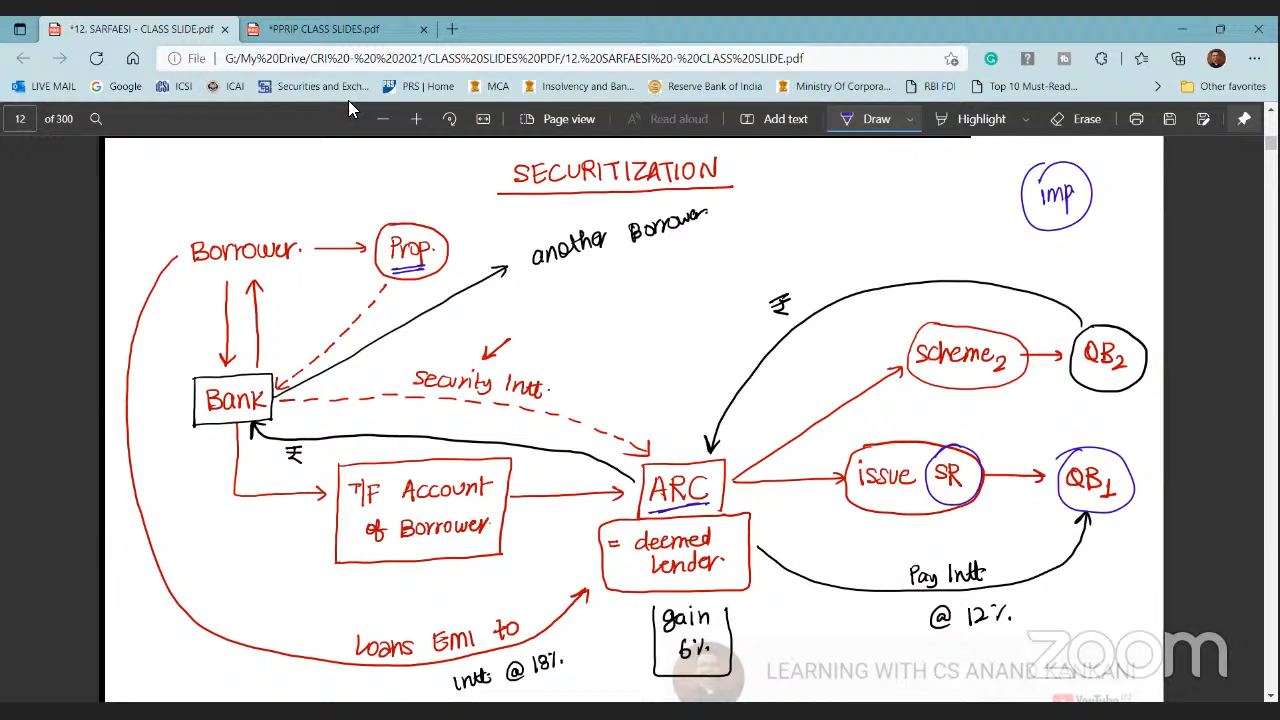 *12. SARFAESI - CLASS SLIDE.pdf
*PPRIP CLASS SLIDES.pdf
File
G:/My%20Drive/CRI%20-%20%202021/CLASS%20SLIDES%20PDF/12.%20SARFAESI%20-%20CLASS%20SLIDE.pdf
LIVE MAIL
Google
ICSI
ICAI
Securities and Exch...
PRS | Home
MCA
Insolvency and Ban...
Reserve Bank of India
Ministry Of Corpora...
RBI FDI
Top 10 Must-Read...
Other favorites
12 of 300
Page view
Read aloud
Add text
Draw
Highlight
Erase
SECURITIZATION
imp
Borrower.
Prop.
another Borrower
₹
scheme2
QB2
security Intt.
Bank
₹
T/F Account
of Borrower.
ARC
issue SR
QB1
= deemed
lender.
Pay Intt
@ 12%.
Loans EMI to
Intt @ 18%.
gain
6%.
zoom
LEARNING WITH CS ANAND KANKANI
YouTube